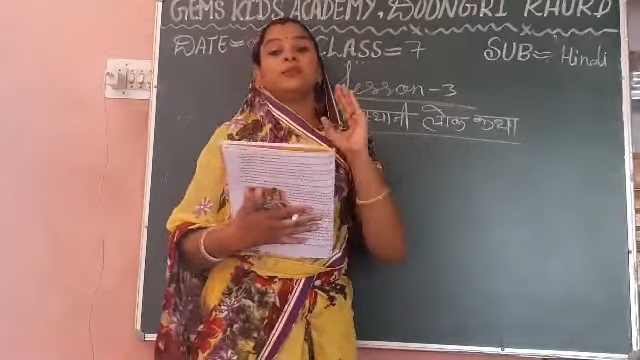 GEMS KIDS ACADEMY, DOONGRI KHURD
DATE= CLASS = 7 SUB= Hindi
Lesson - 3
लोक कथा